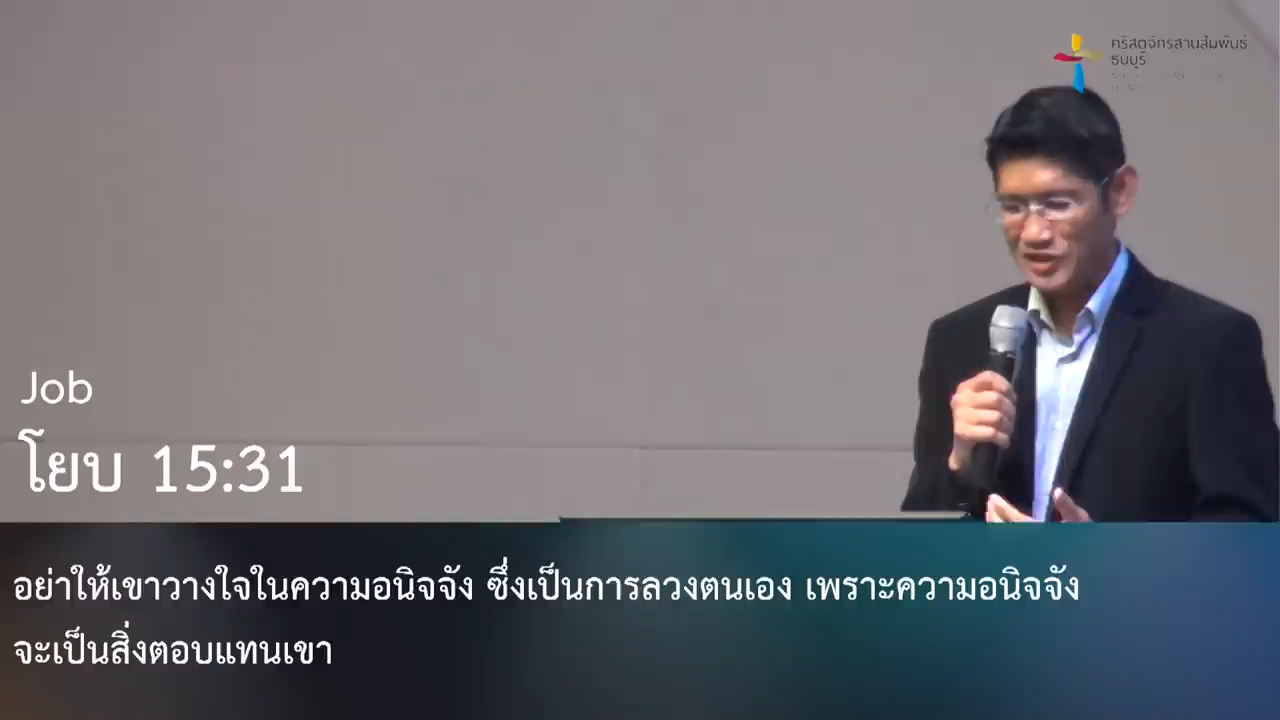 คริสตจักรสานสัมพันธ์
ธนบุรี
Job
โยบ 15:31
อย่าให้เขาวางใจในความอนิจจัง ซึ่งเป็นการลวงตนเอง เพราะความอนิจจัง
จะเป็นสิ่งตอบแทนเขา